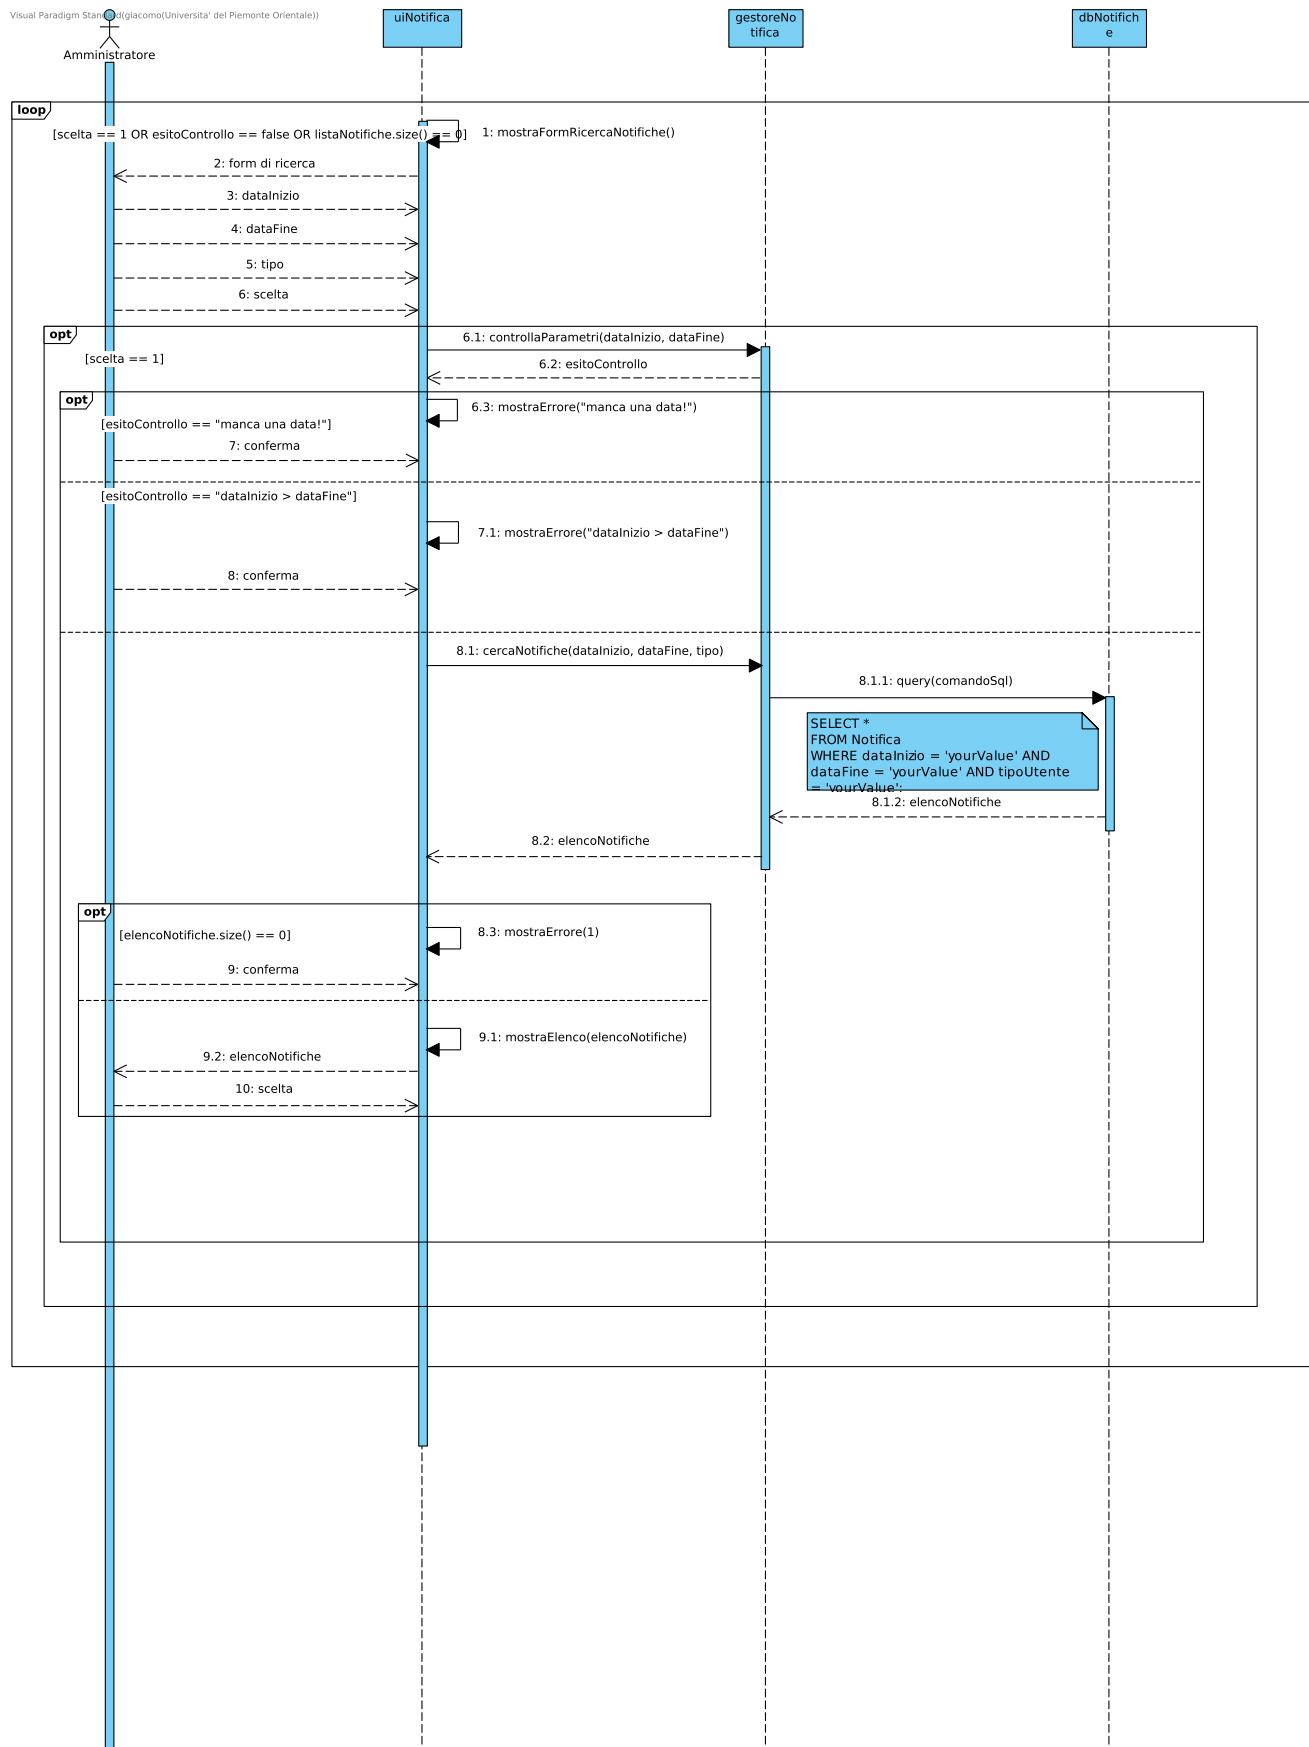 Visual Paradigm Standard(giacomo(Universita' del Piemonte Orientale))
Amministratore
uiNotifica
gestoreNo
tifica
dbNotifich
e
loop
[scelta == 1 OR esitoControllo == false OR listaNotifiche.size() == 0]
1: mostraFormRicercaNotifiche()
2: form di ricerca
3: dataInizio
4: dataFine
5: tipo
6: scelta
opt
[scelta == 1]
6.1: controllaParametri(dataInizio, dataFine)
6.2: esitoControllo
opt
[esitoControllo == "manca una data!"]
6.3: mostraErrore("manca una data!")
7: conferma
[esitoControllo == "dataInizio > dataFine"]
7.1: mostraErrore("dataInizio > dataFine")
8: conferma
8.1: cercaNotifiche(dataInizio, dataFine, tipo)
8.1.1: query(comandoSql)
SELECT *
FROM Notifica
WHERE dataInizio = 'yourValue' AND
dataFine = 'yourValue' AND tipoUtente
= 'yourValue';
8.1.2: elencoNotifiche
8.2: elencoNotifiche
opt
[elencoNotifiche.size() == 0]
8.3: mostraErrore(1)
9: conferma
9.1: mostraElenco(elencoNotifiche)
9.2: elencoNotifiche
10: scelta